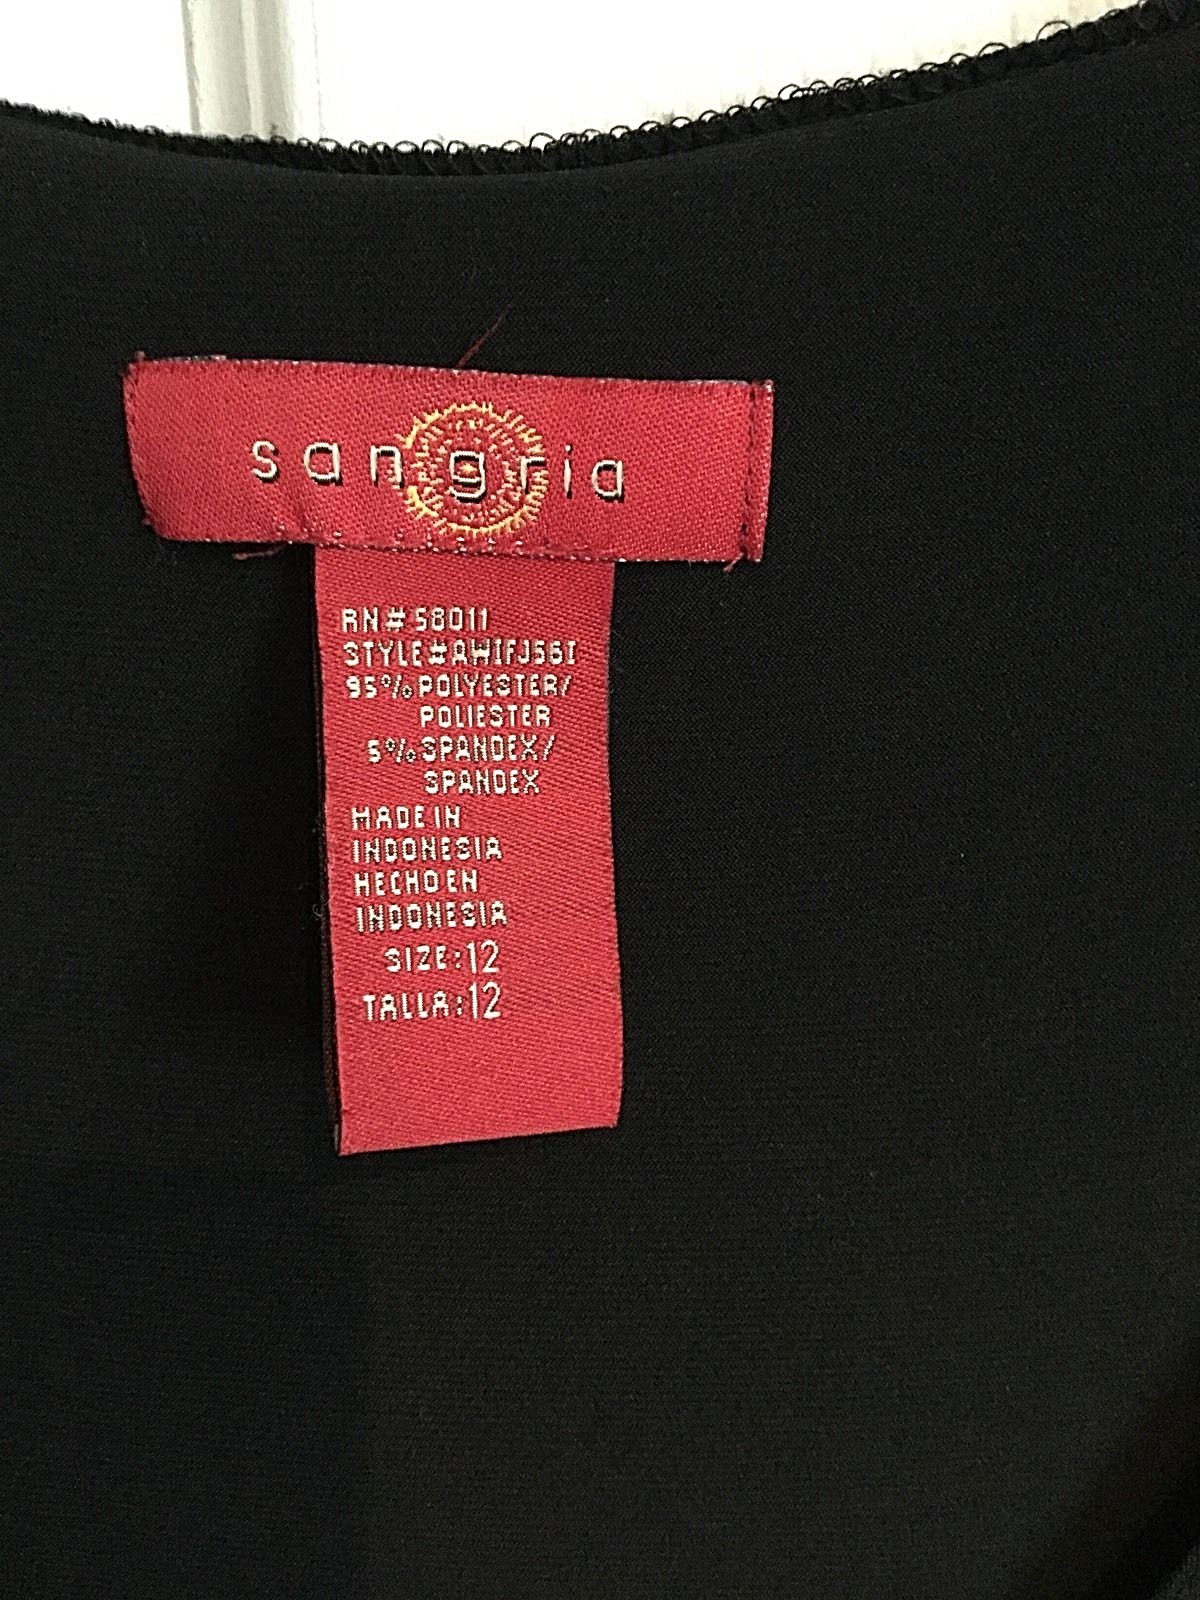 sangria
RN#58011
STYLE#AWIFJ55I
95% POLYESTER/
POLIESTER
5% SPANDEX/
SPANDEX
MADE IN
INDONESIA
HECHO EN
INDONESIA
SIZE:12
TALLA:12